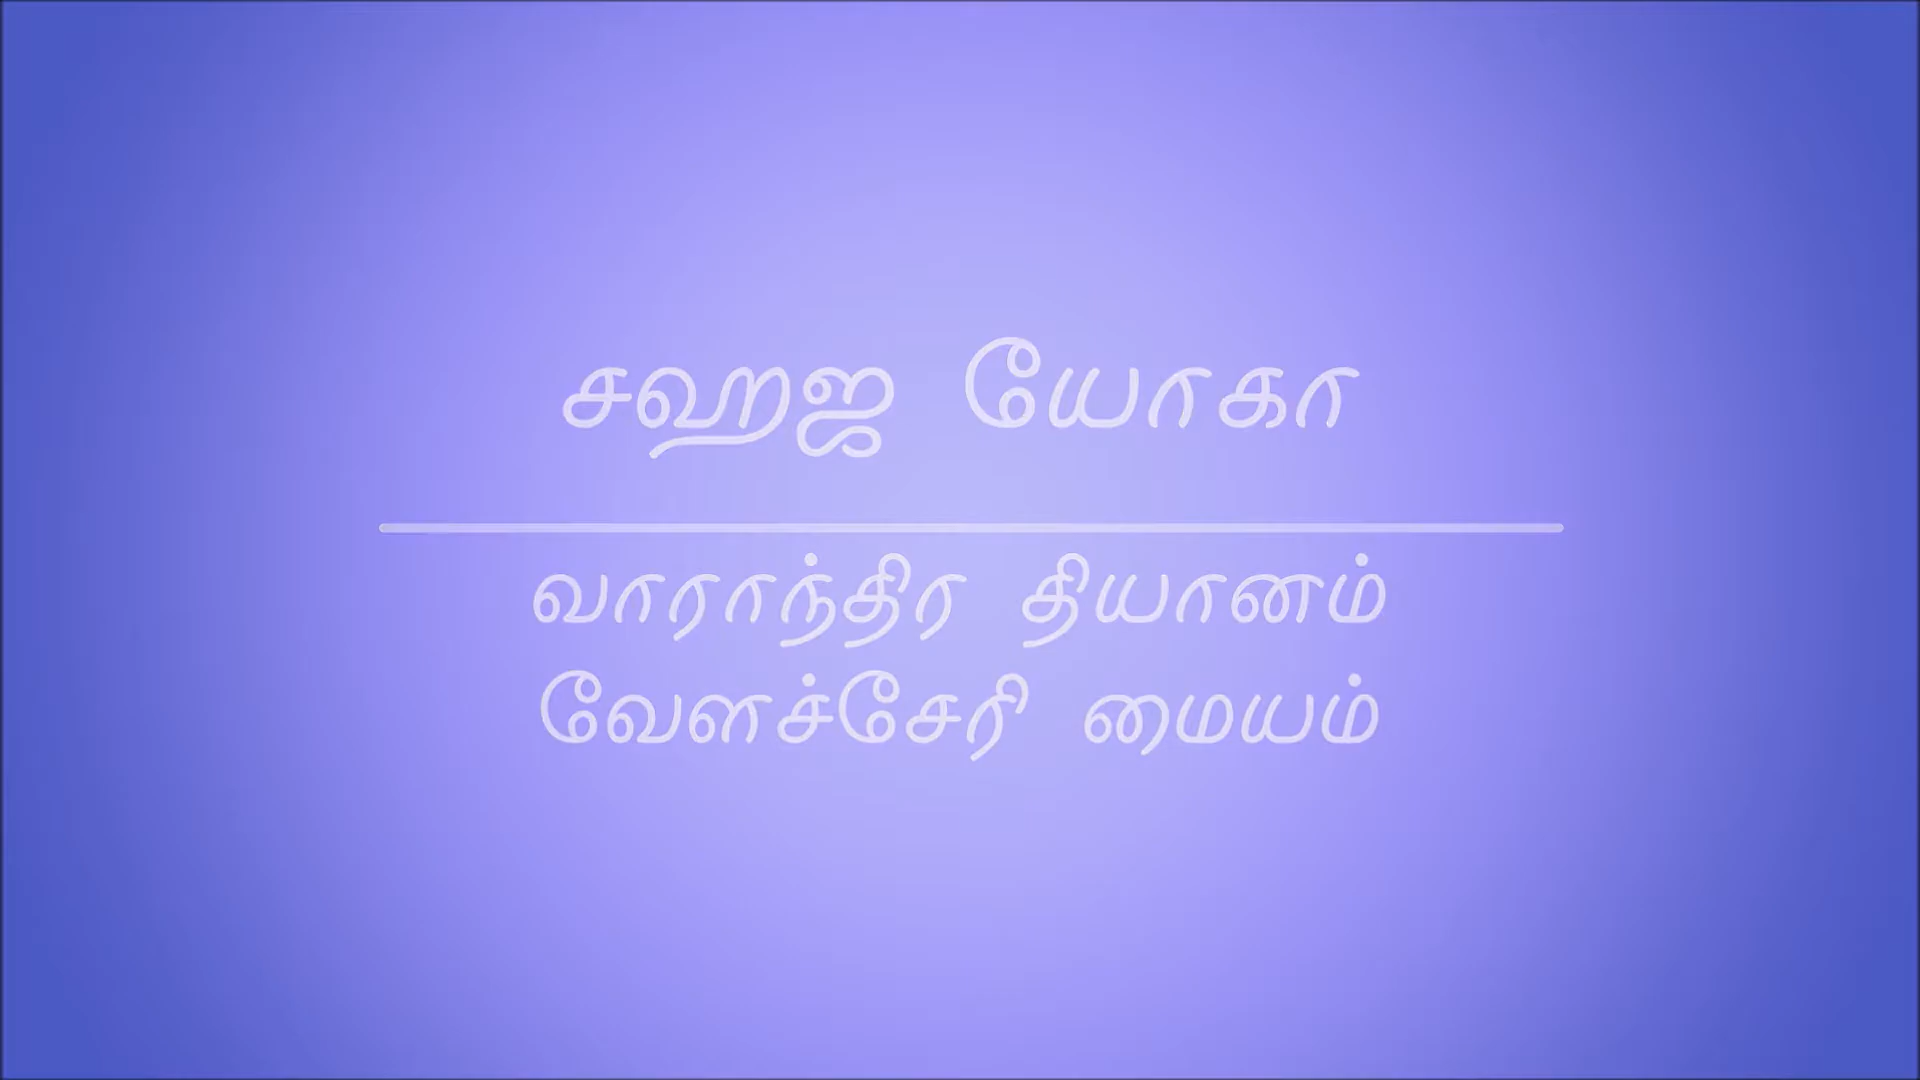 சஹஜ யோகா
வாராந்திர தியானம்
வேளச்சேரி மையம்